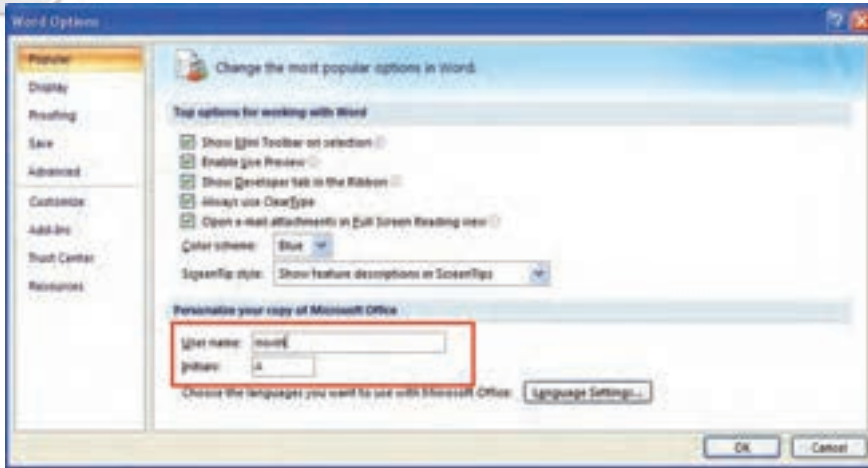 Word Options
Popular
Display
Proofing
Save
Advanced
Customize
Add-Ins
Trust Center
Resources
Change the most popular options in Word.
Top options for working with Word
Show Mini Toolbar on selection
Enable Live Preview
Show Developer tab in the Ribbon
Always use ClearType
Open e-mail attachments in Full Screen Reading view
Color scheme: Blue
ScreenTip style: Show feature descriptions in ScreenTips
Personalize your copy of Microsoft Office
User name:
Initials: A
Choose the languages you want to use with Microsoft Office: Language Settings...
OK Cancel